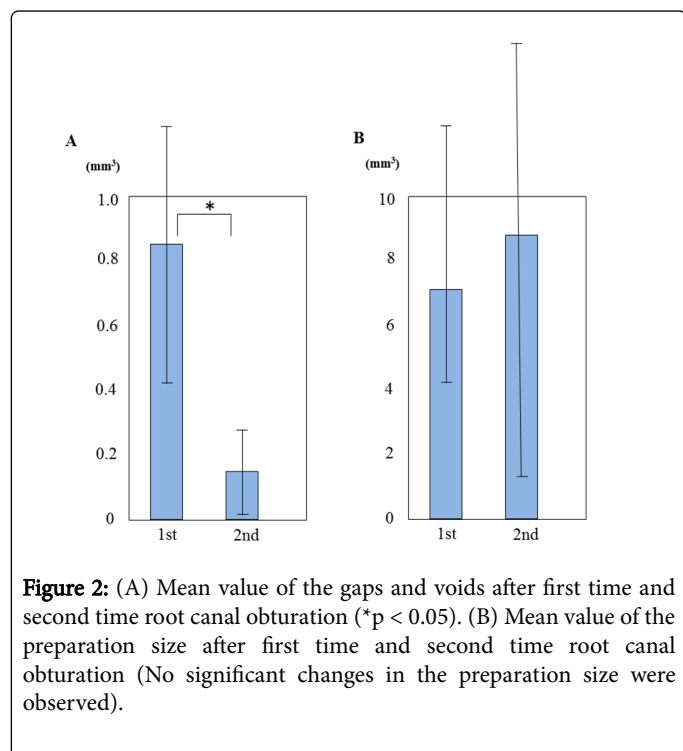 A
(mm³)
1.0
*
0.8
0.6
0.4
0.2
0
1st 2nd
B
(mm³)
10
8
6
4
2
0
1st 2nd
Figure 2: (A) Mean value of the gaps and voids after first time and
second time root canal obturation (*p < 0.05). (B) Mean value of the
preparation size after first time and second time root canal
obturation (No significant changes in the preparation size were
observed).